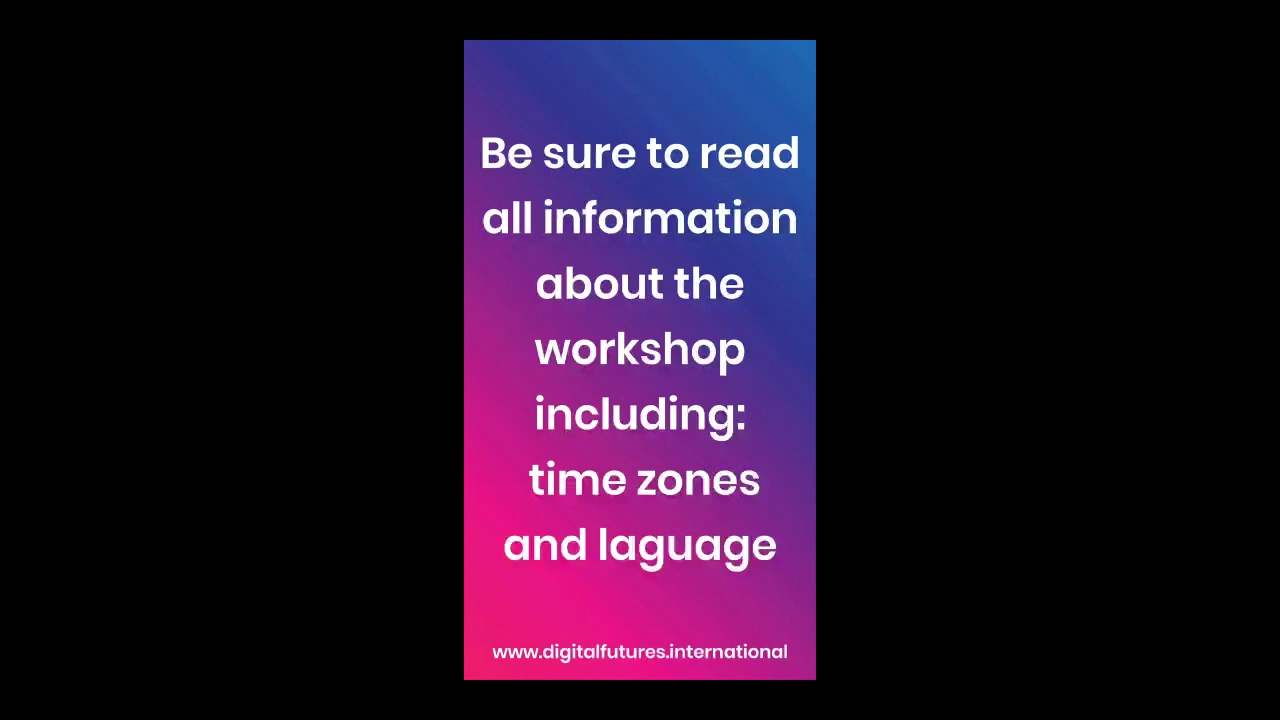 Be sure to read
all information
about the
workshop
including:
time zones
and laguage
www.digitalfutures.international